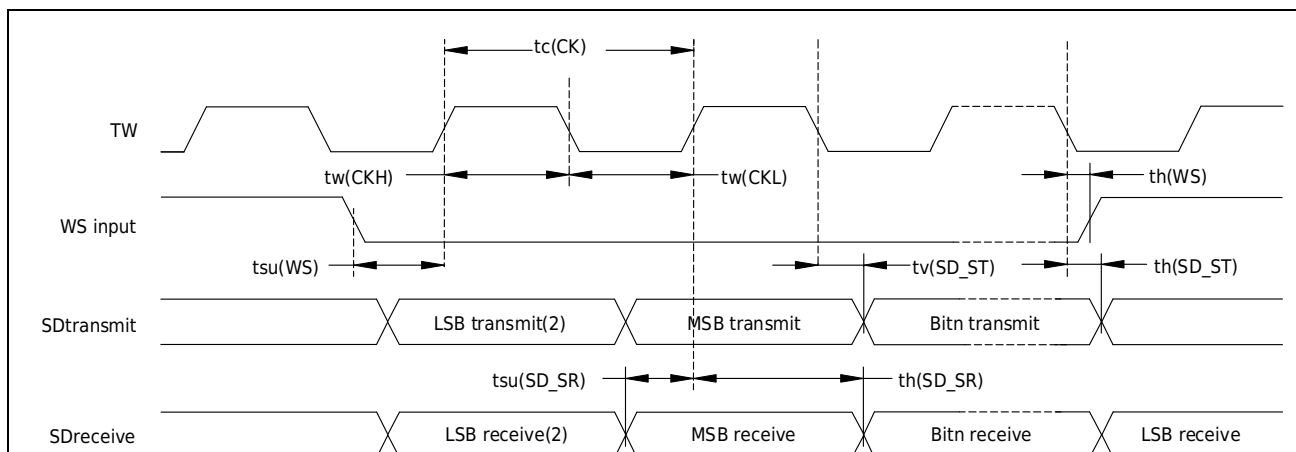 tc(CK)
TW
tw(CKH)
tw(CKL)
th(WS)
WS input
tsu(WS)
tv(SD_ST)
th(SD_ST)
SDtransmit
LSB transmit(2)
MSB transmit
Bitn transmit
tsu(SD_SR)
th(SD_SR)
SDreceive
LSB receive(2)
MSB receive
Bitn receive
LSB receive